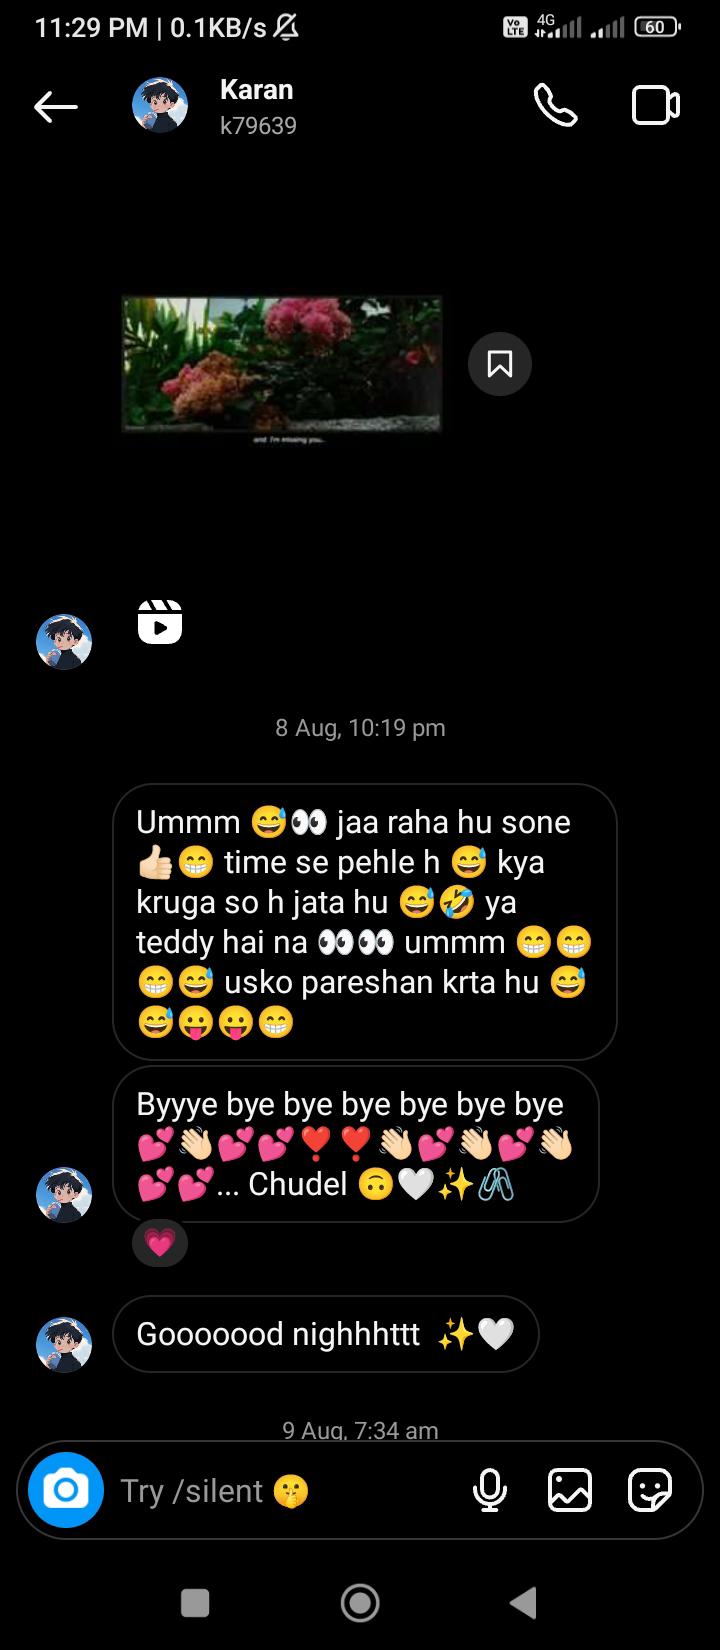 11:29 PM | 0.1KB/s
Vo LTE 4G 60
Karan
k79639
and I'm missing you...
8 Aug, 10:19 pm
Ummm 😅👀 jaa raha hu sone
👍🏻😁 time se pehle h 😅 kya
kruga so h jata hu 😅🤣 ya
teddy hai na 👀👀 ummm 😁😁
😁😅 usko pareshan krta hu 😅
😅😛😛😁
Byyye bye bye bye bye bye bye
💕👋🏻💕💕❣️❣️👋🏻💕👋🏻💕👋🏻
💕💕... Chudel 🙃🤍✨🖇️
💗
Gooooood nighhhttt ✨🤍
9 Aug, 7:34 am
Try /silent 🤫